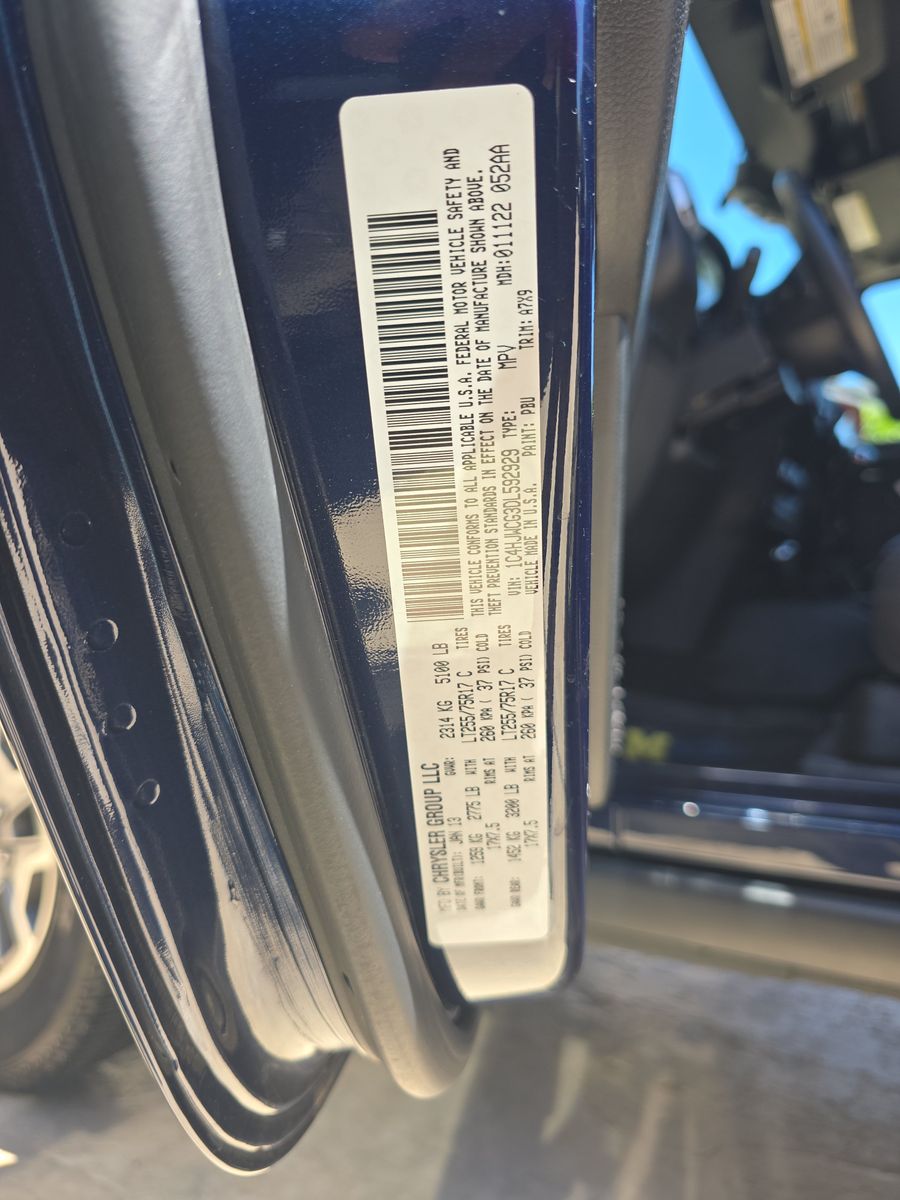 MFD BY: CHRYSLER GROUP LLC
DATE OF MFR/BUILT: JAN 13 GVWR: 2314 KG 5100 LB
GAWR FRONT: 1259 KG 2775 LB WITH LT255/75R17 C TIRES
17X7.5 RIMS AT 260 KPA ( 37 PSI) COLD
GAWR REAR: 1452 KG 3200 LB WITH LT255/75R17 C TIRES
17X7.5 RIMS AT 260 KPA ( 37 PSI) COLD
THIS VEHICLE CONFORMS TO ALL APPLICABLE U.S.A. FEDERAL MOTOR VEHICLE SAFETY AND
THEFT PREVENTION STANDARDS IN EFFECT ON THE DATE OF MANUFACTURE SHOWN ABOVE.
VIN: 1C4HJWCG3DL592929 TYPE: MPV MDH:011122 052AA
VEHICLE MADE IN U.S.A. PAINT: PBU TRIM: A7X9